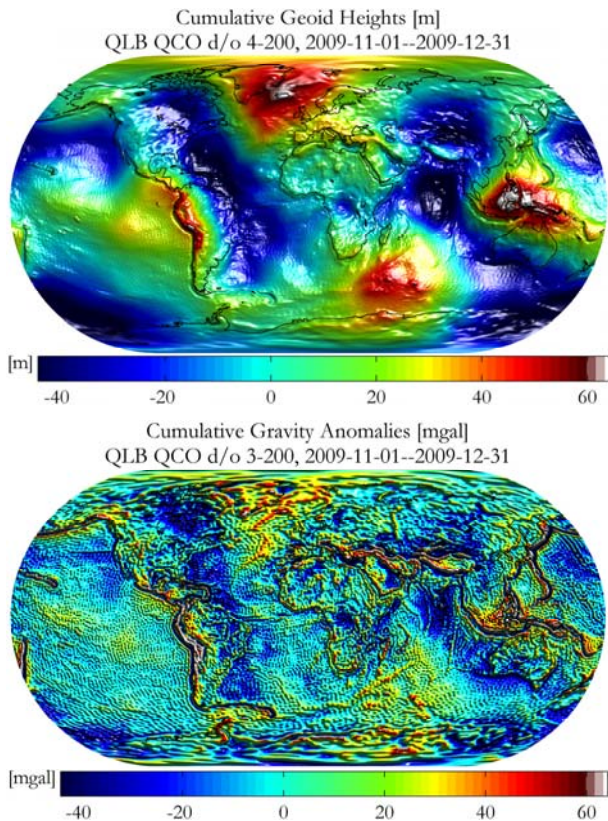 Cumulative Geoid Heights [m]
QLB QCO d/o 4-200, 2009-11-01--2009-12-31
[m]
-40 -20 0 20 40 60
Cumulative Gravity Anomalies [mgal]
QLB QCO d/o 3-200, 2009-11-01--2009-12-31
[mgal]
-40 -20 0 20 40 60